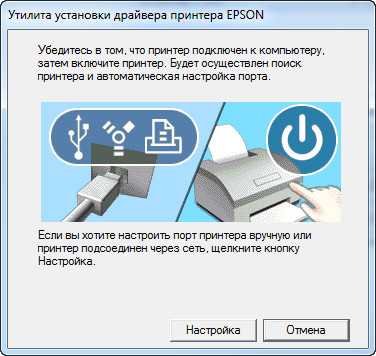 Утилита установки драйвера принтера EPSON
Убедитесь в том, что принтер подключен к компьютеру,
затем включите принтер. Будет осуществлен поиск
принтера и автоматическая настройка порта.
Если вы хотите настроить порт принтера вручную или
принтер подсоединен через сеть, щелкните кнопку
Настройка.
Настройка
Отмена